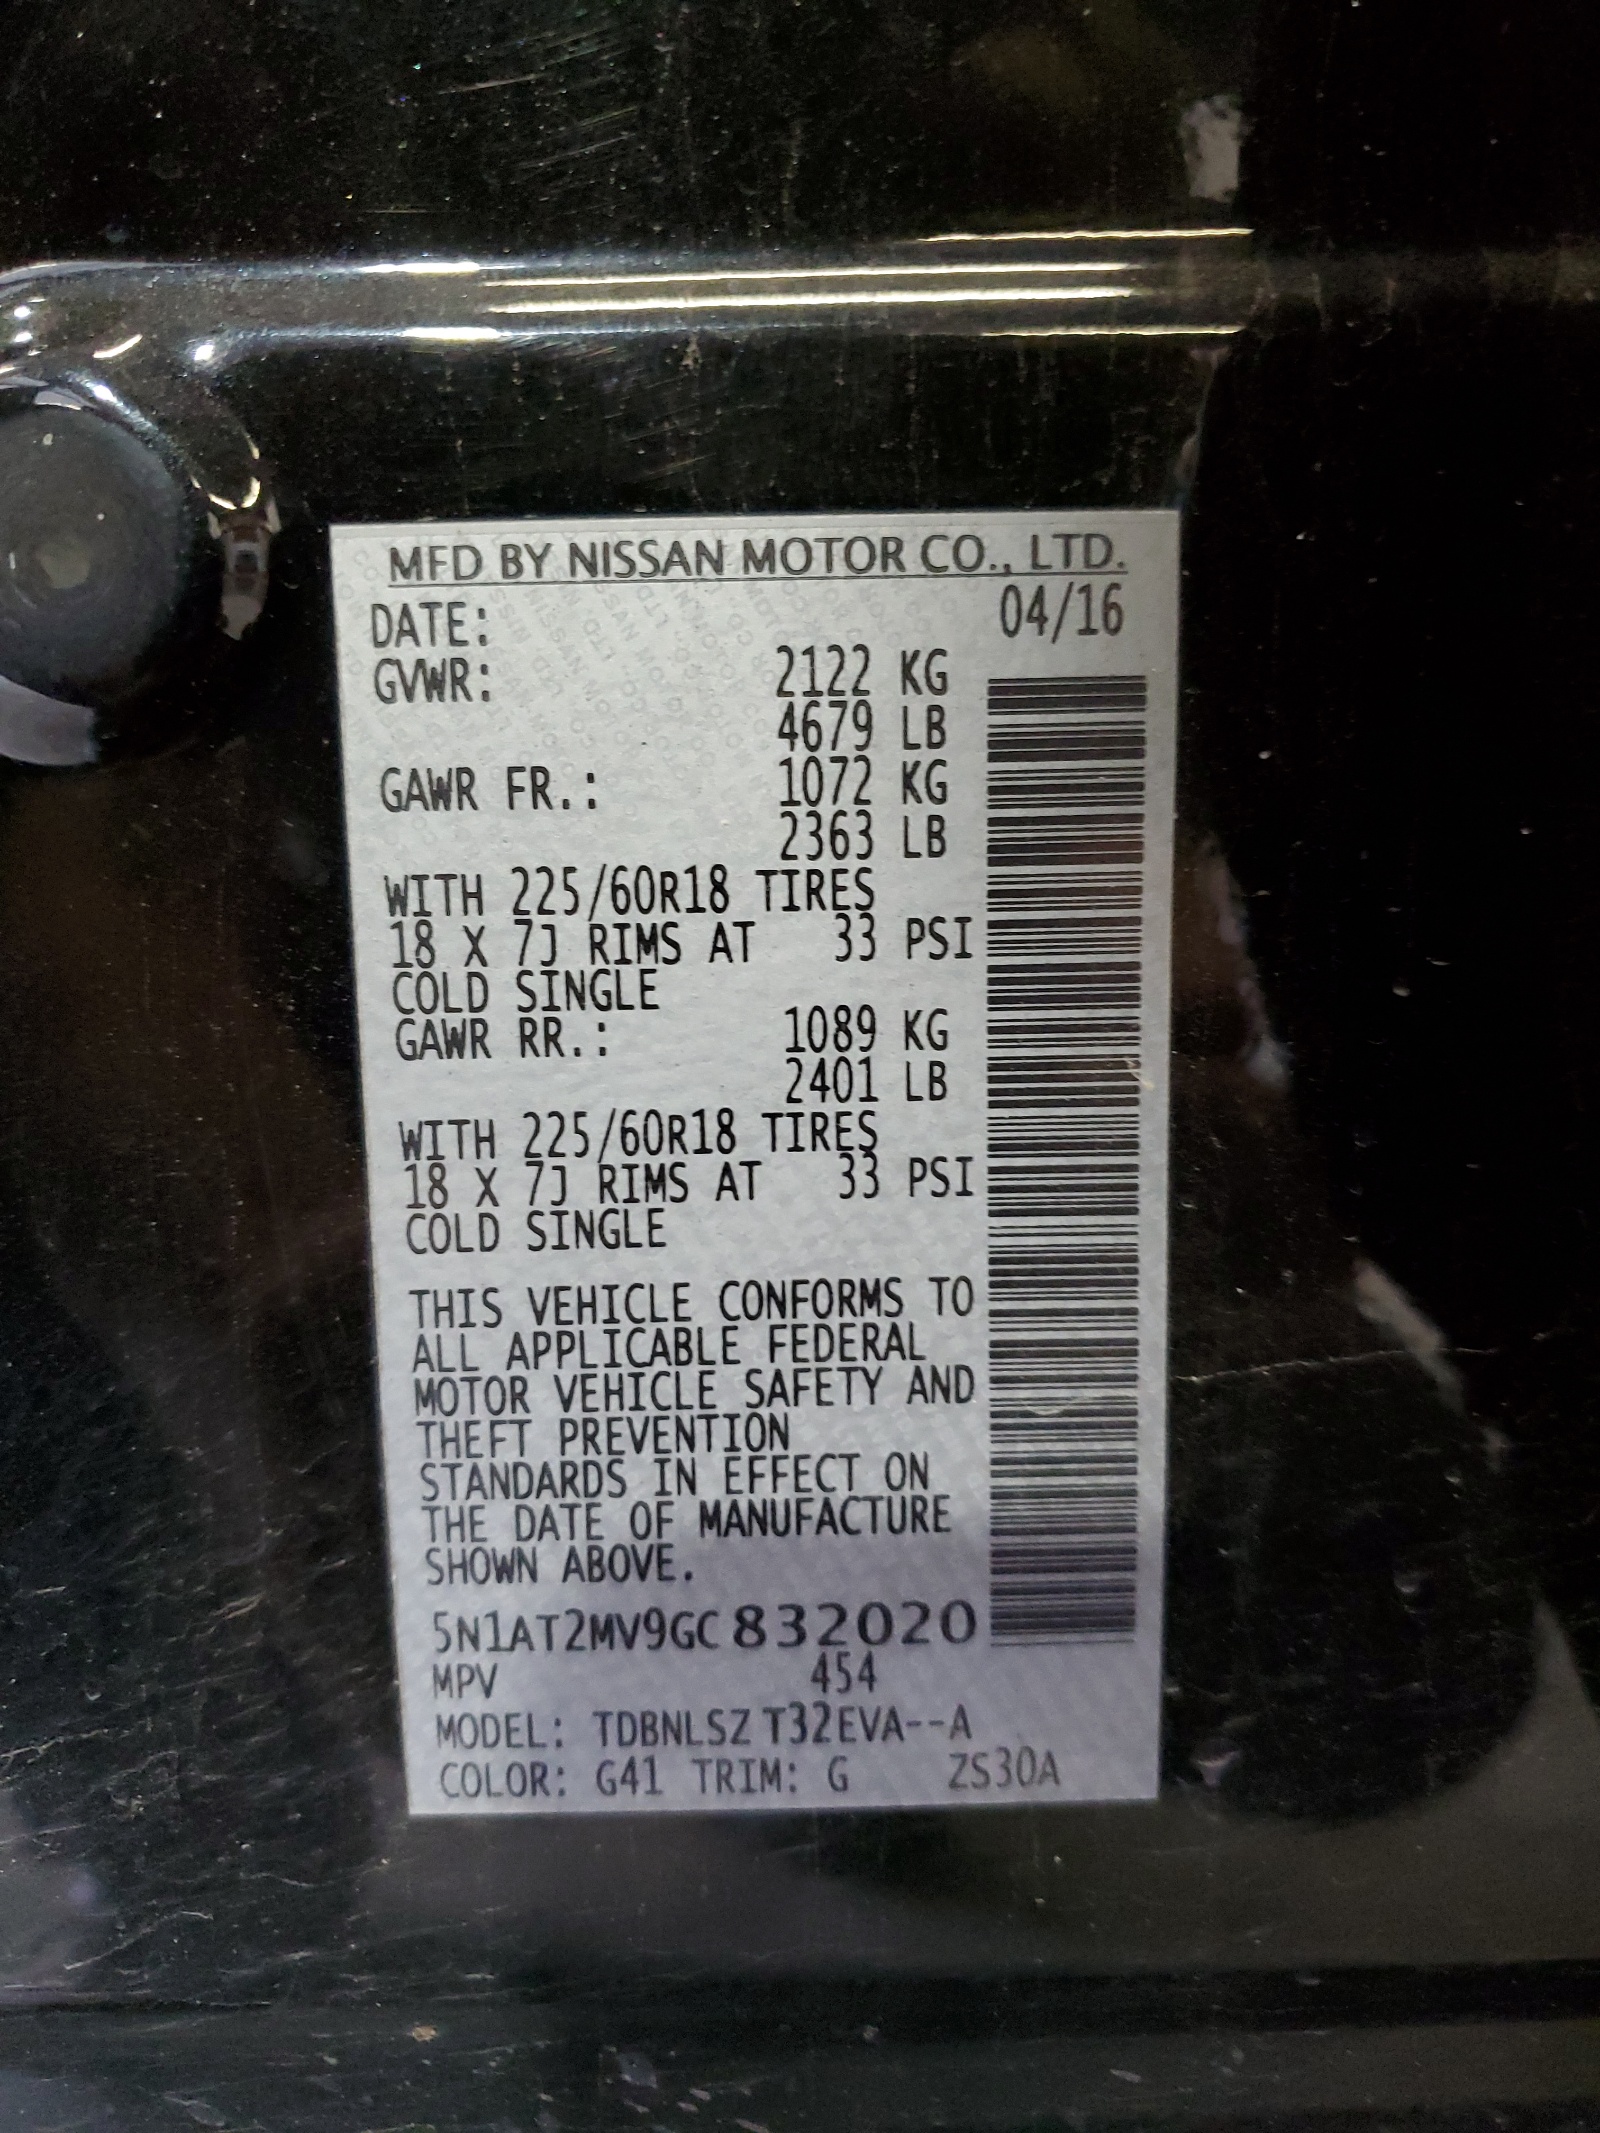 MFD BY NISSAN MOTOR CO., LTD.
DATE: 04/16
GVWR: 2122 KG
4679 LB
GAWR FR.: 1072 KG
2363 LB
WITH 225/60R18 TIRES
18 X 7J RIMS AT 33 PSI
COLD SINGLE
GAWR RR.: 1089 KG
2401 LB
WITH 225/60R18 TIRES
18 X 7J RIMS AT 33 PSI
COLD SINGLE
THIS VEHICLE CONFORMS TO
ALL APPLICABLE FEDERAL
MOTOR VEHICLE SAFETY AND
THEFT PREVENTION
STANDARDS IN EFFECT ON
THE DATE OF MANUFACTURE
SHOWN ABOVE.
5N1AT2MV9GC832020
MPV 454
MODEL: TDBNLSZ T32EVA--A
COLOR: G41 TRIM: G ZS30A